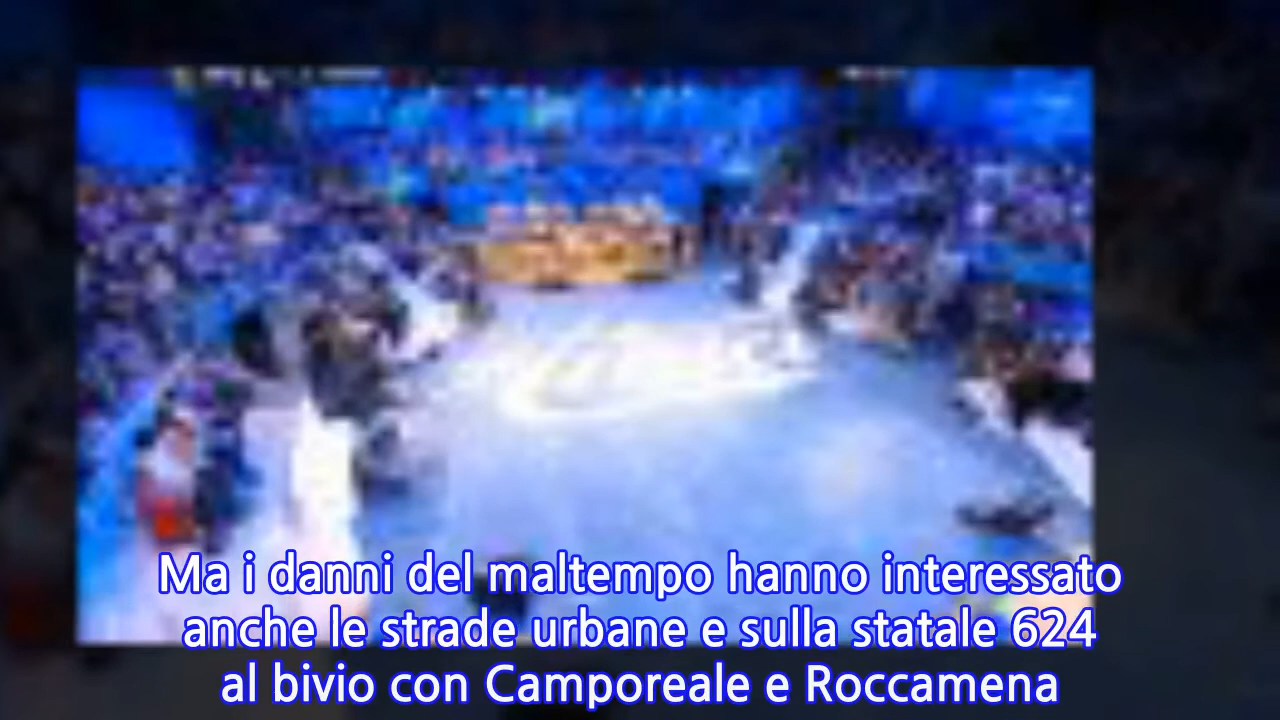 Ma i danni del maltempo hanno interessato
anche le strade urbane e sulla statale 624
al bivio con Camporeale e Roccamena